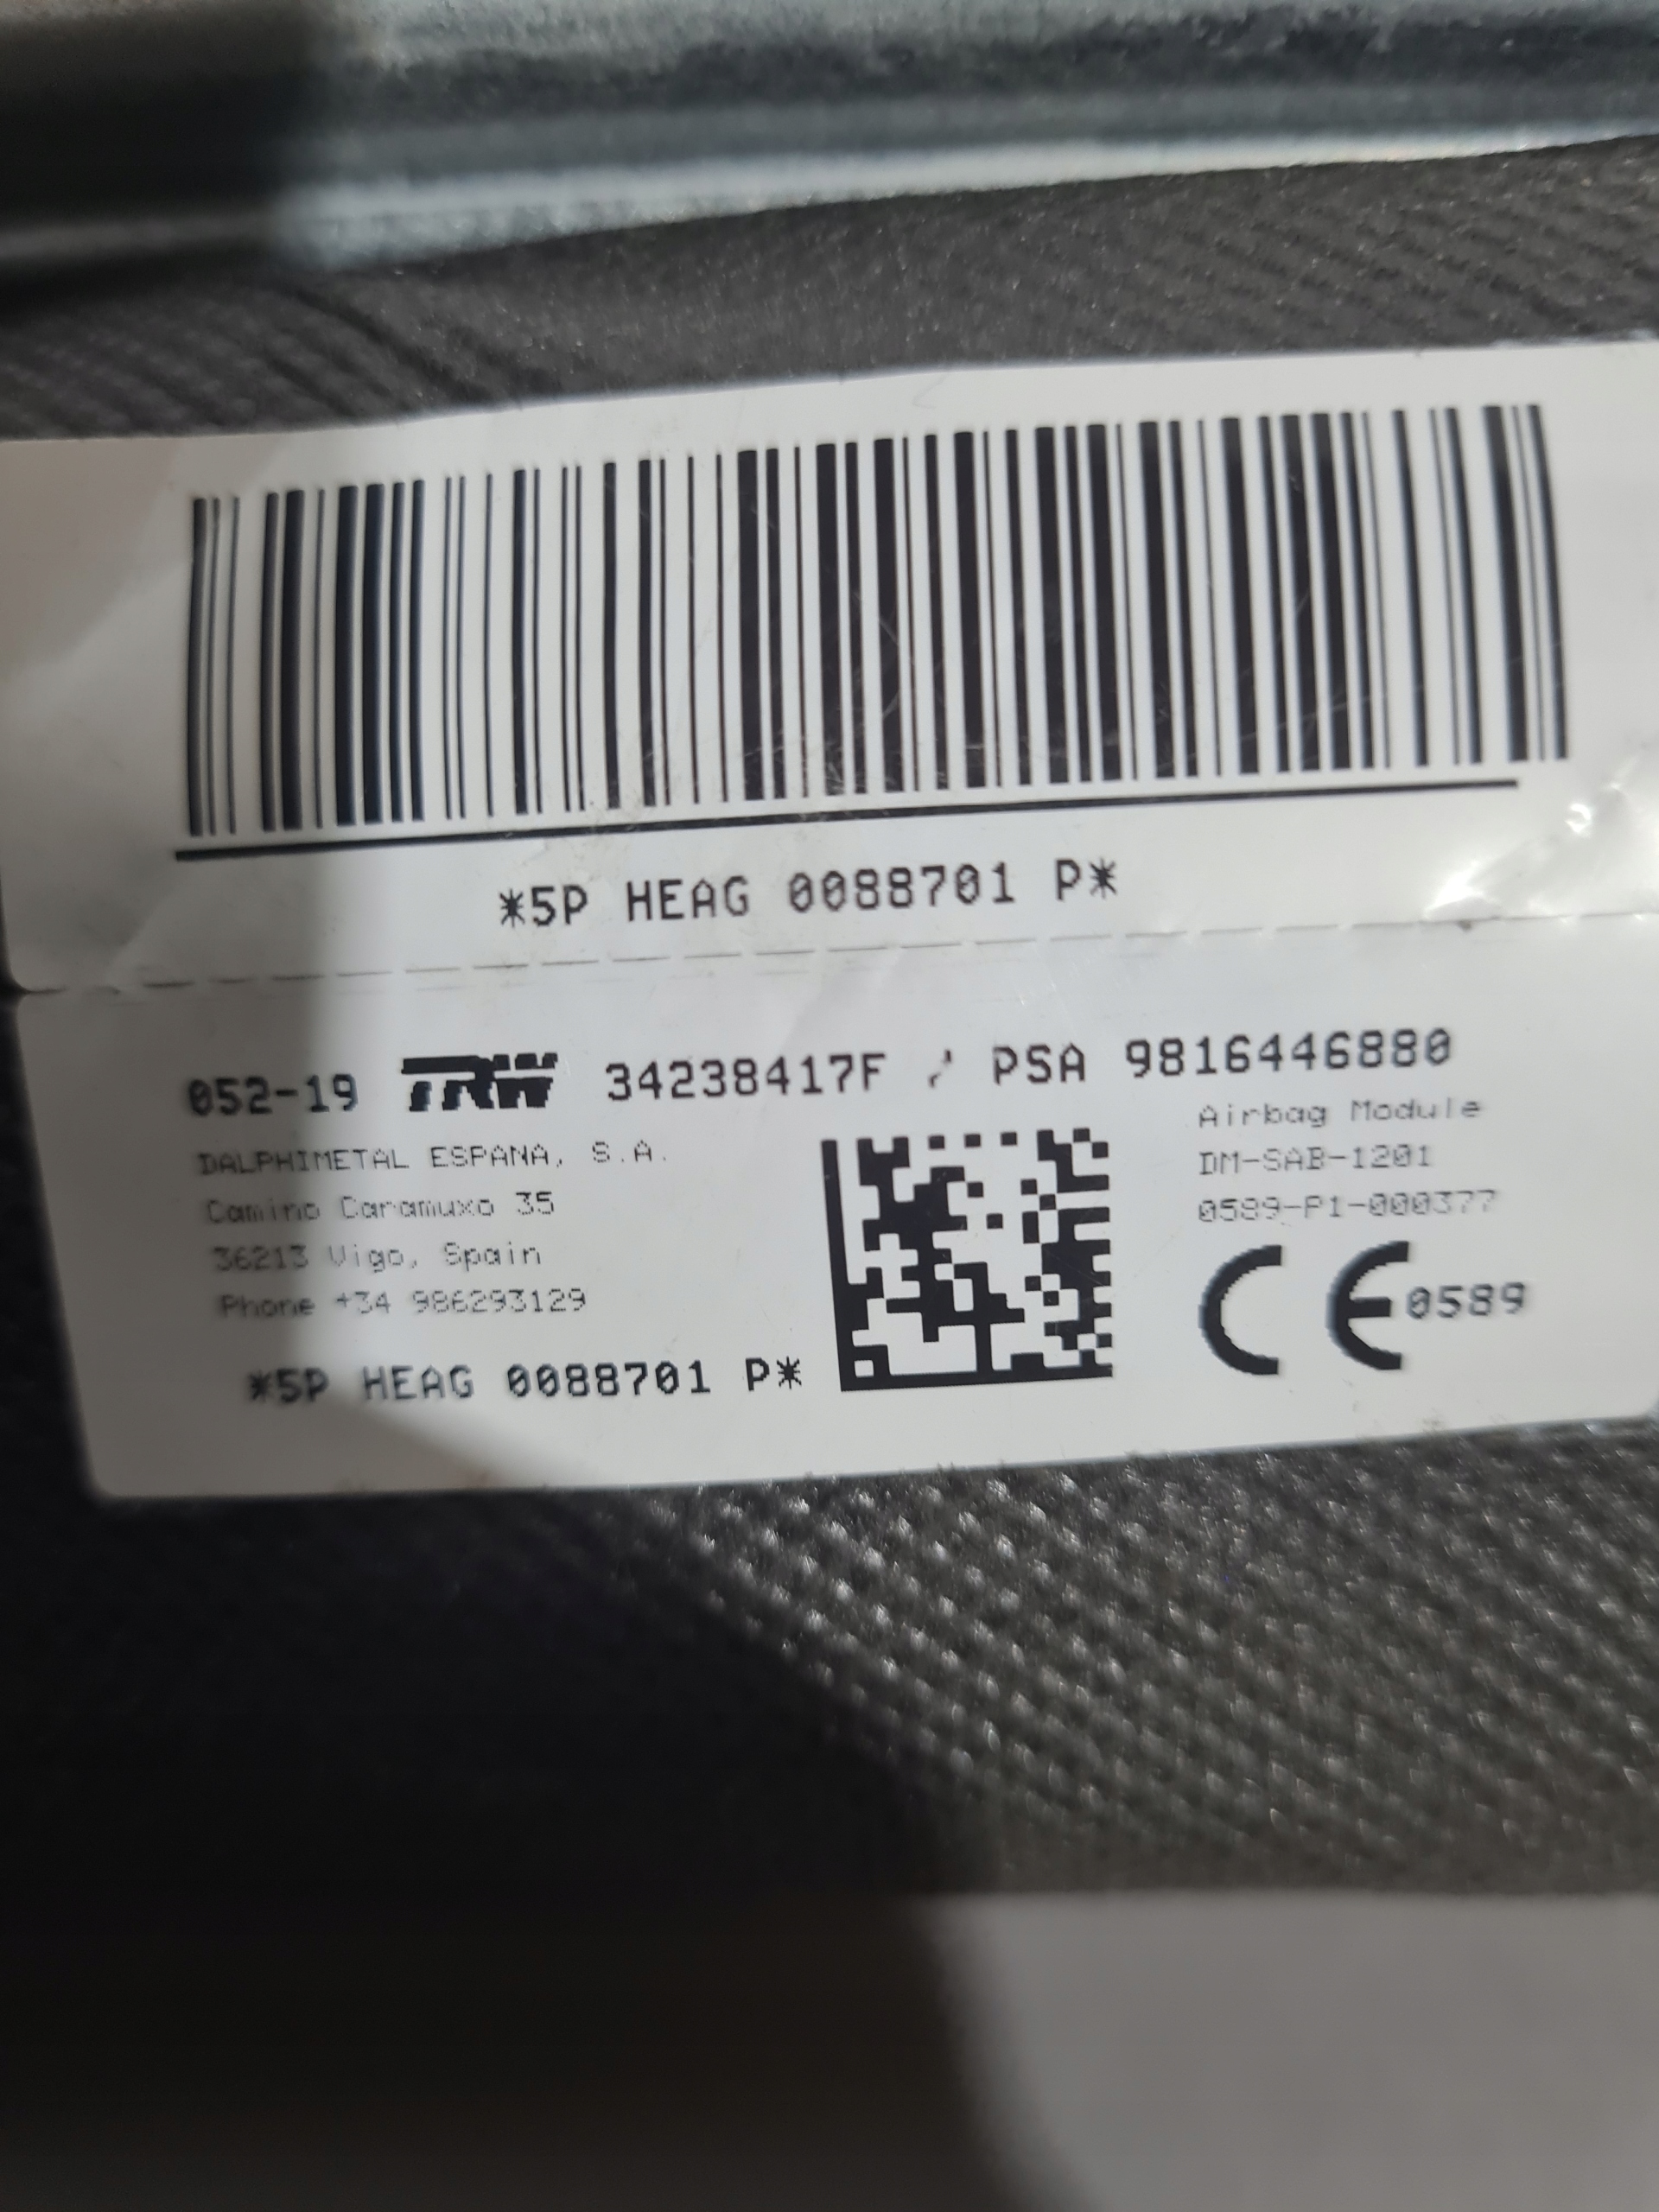 *5P HEAG 0088701 P*
052-19 TRW 34238417F / PSA 9816446880
DALPHIMETAL ESPANA, S.A.
Camino Caramuxo 35
36213 Vigo, Spain
Phone +34 986293129
*5P HEAG 0088701 P*
Airbag Module
DM-SAB-1201
0589-P1-000377
CE 0589